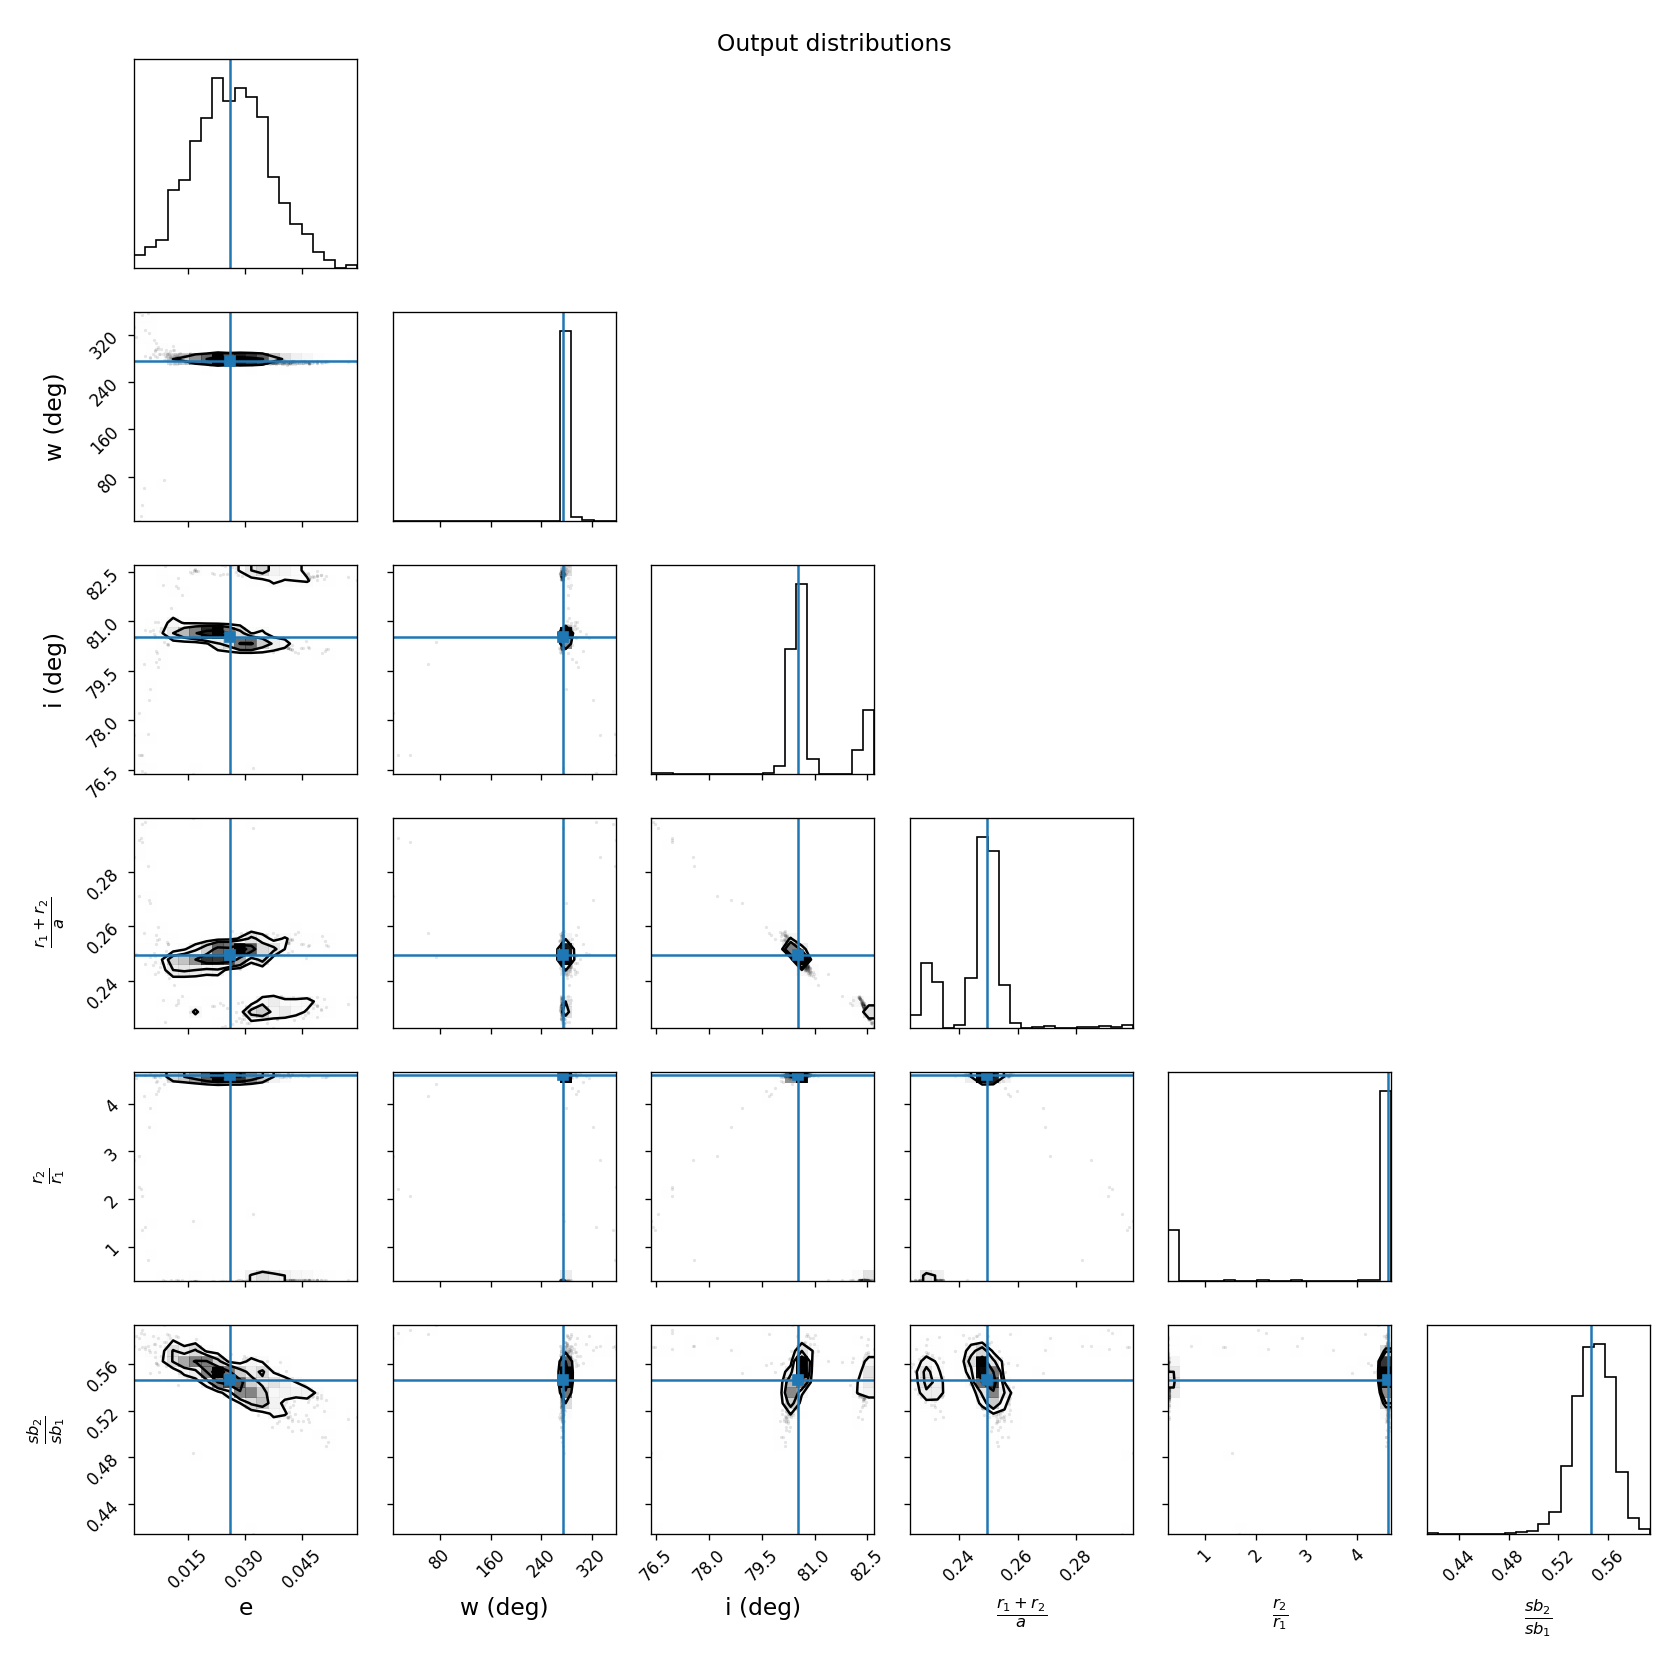 Output distributions
w (deg)
320
240
160
80
i (deg)
82.5
81.0
79.5
78.0
76.5
r₁ + r₂
a
0.28
0.26
0.24
r₂
r₁
4
3
2
1
sb₂
sb₁
0.56
0.52
0.48
0.44
0.015 0.030 0.045 80 160 240 320 76.5 78.0 79.5 81.0 82.5 0.24 0.26 0.28 1 2 3 4 0.44 0.48 0.52 0.56
e w (deg) i (deg) r₁ + r₂ r₂ sb₂
a r₁ sb₁